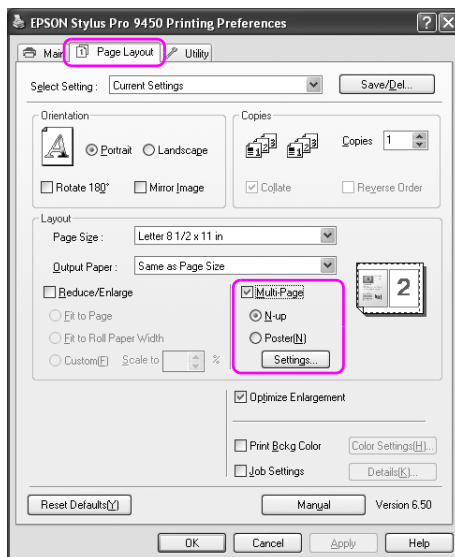 EPSON Stylus Pro 9450 Printing Preferences
Main Page Layout Utility
Select Setting : Current Settings Save/Del...
Orientation Copies
A Portrait Landscape Copies 1
Rotate 180° Mirror Image Collate Reverse Order
Layout
Page Size : Letter 8 1/2 x 11 in
Output Paper : Same as Page Size
Reduce/Enlarge Multi-Page 2
Fit to Page N-up
Fit to Roll Paper Width Poster(N)
Custom(F) Scale to % Settings...
Optimize Enlargement
Print Bckg Color Color Settings(H)...
Job Settings Details(K)...
Reset Defaults(Y) Manual Version 6.50
OK Cancel Apply Help